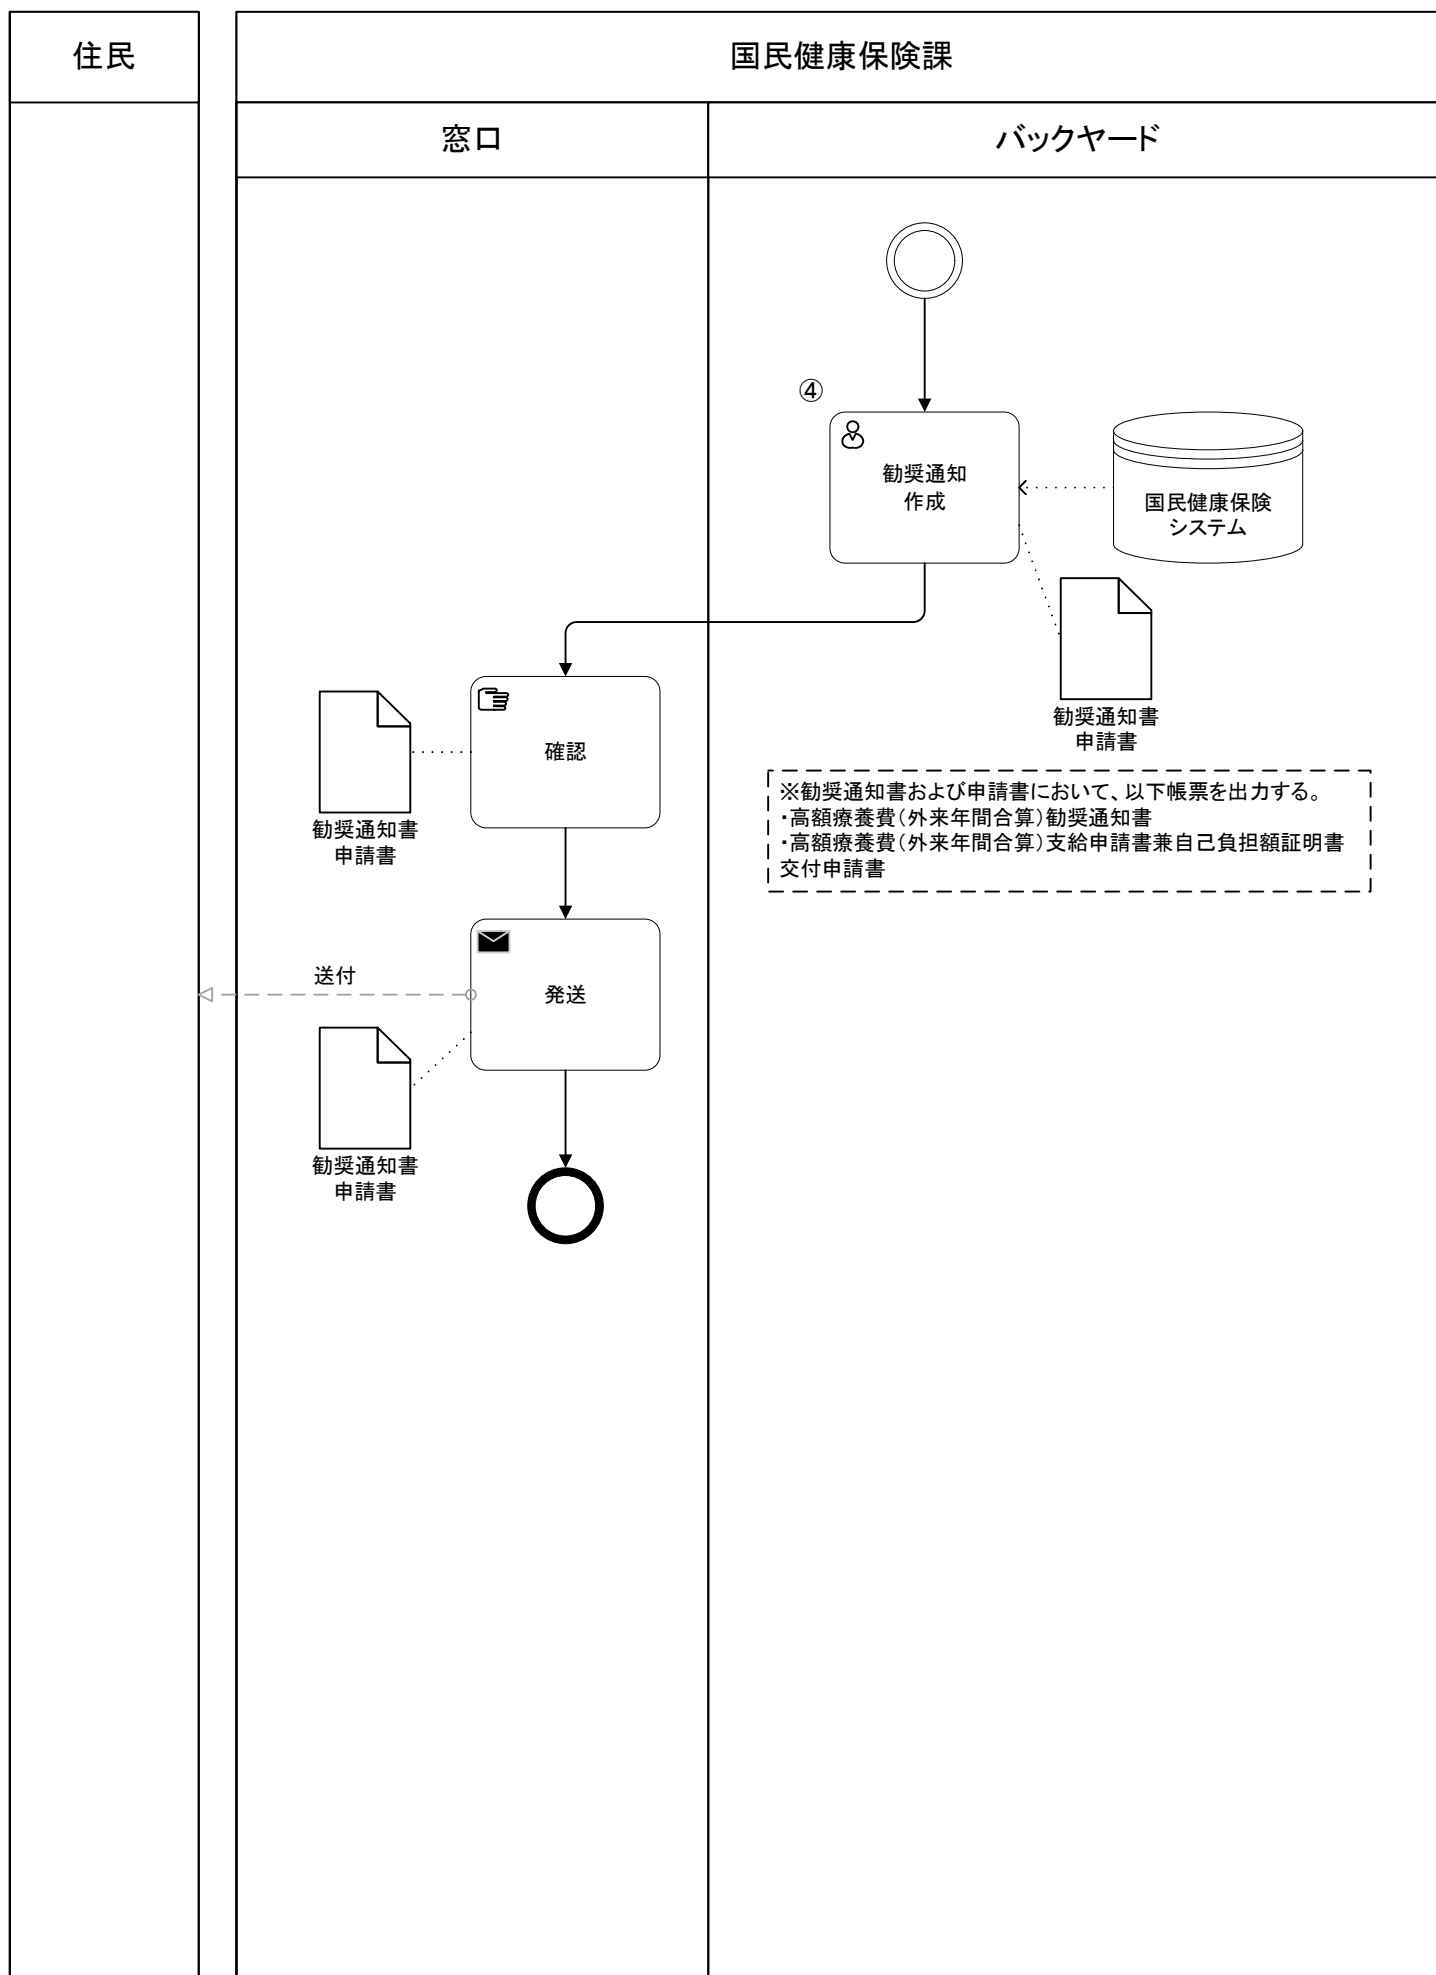 住民
国民健康保険課
窓口
バックヤード
④
勧奨通知
作成
国民健康保険
システム
勧奨通知書
申請書
※勧奨通知書および申請書において、以下帳票を出力する。
・高額療養費(外来年間合算)勧奨通知書
・高額療養費(外来年間合算)支給申請書兼自己負担額証明書
交付申請書
確認
勧奨通知書
申請書
発送
送付
勧奨通知書
申請書